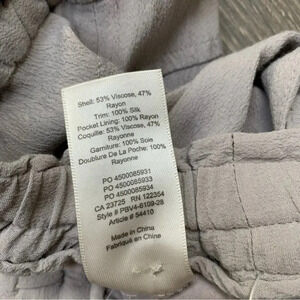 Shell: 53% Viscose, 47%
Rayon
Trim: 100% Silk
Pocket Lining: 100% Rayon
Coquille: 53% Viscose, 47%
Rayonne
Garniture: 100% Soie
Doublure De La Poche: 100%
Rayonne
PO 4500085931
PO 4500085933
PO 4500085934
CA 23725 RN 122354
Style # PBV4-8109-28
Article # 54410
Made in China
Fabriqué en China